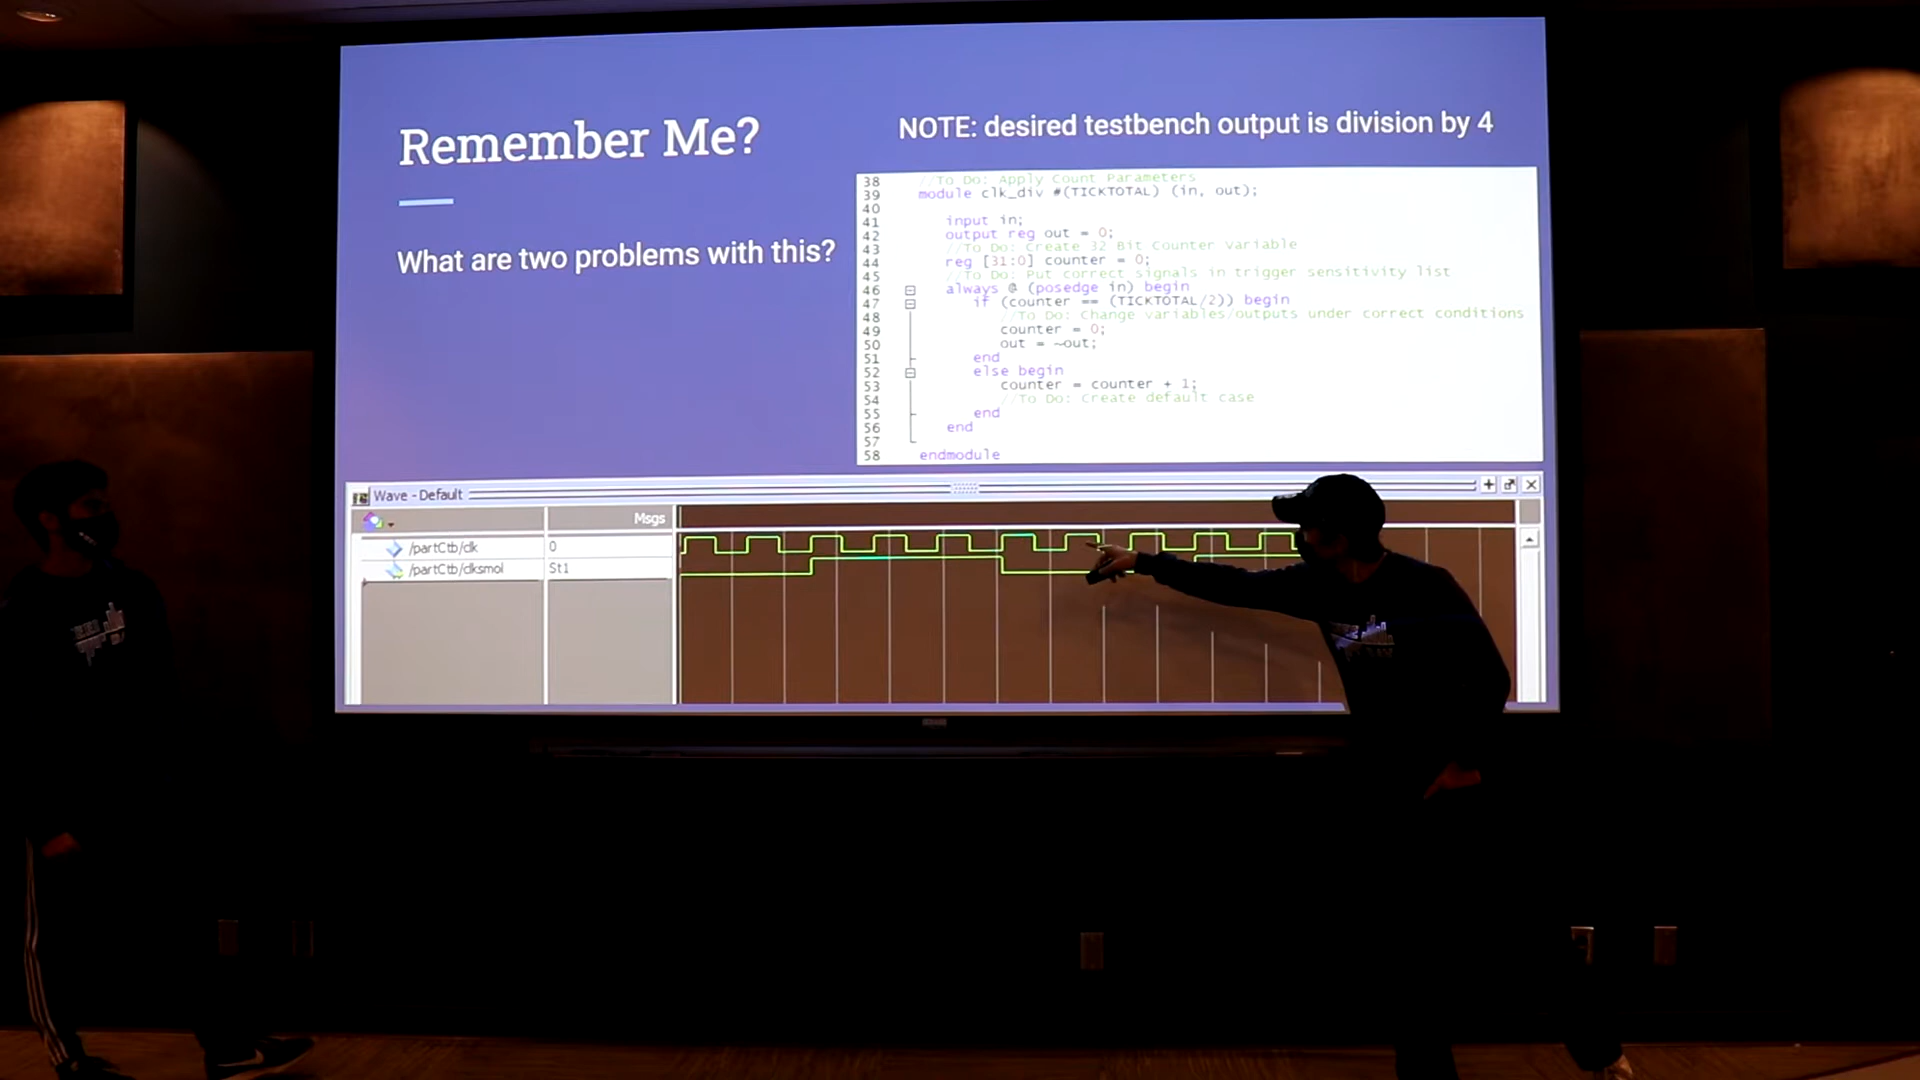 Remember Me?
What are two problems with this?
NOTE: desired testbench output is division by 4
38 //To Do: Apply Count Parameters
39 module clk_div #(TICKTOTAL) (in, out);
40
41 input in;
42 output reg out = 0;
43 //To Do: Create 32 Bit Counter variable
44 reg [31:0] counter = 0;
45 //To Do: Put correct signals in trigger sensitivity list
46 always @ (posedge in) begin
47 if (counter == (TICKTOTAL/2)) begin
48 //To Do: Change variables/outputs under correct conditions
49 counter = 0;
50 out = ~out;
51 end
52 else begin
53 counter = counter + 1;
54 //To Do: Create default case
55 end
56 end
57
58 endmodule
Wave - Default
Msgs
/partCtb/clk 0
/partCtb/clksmol St1